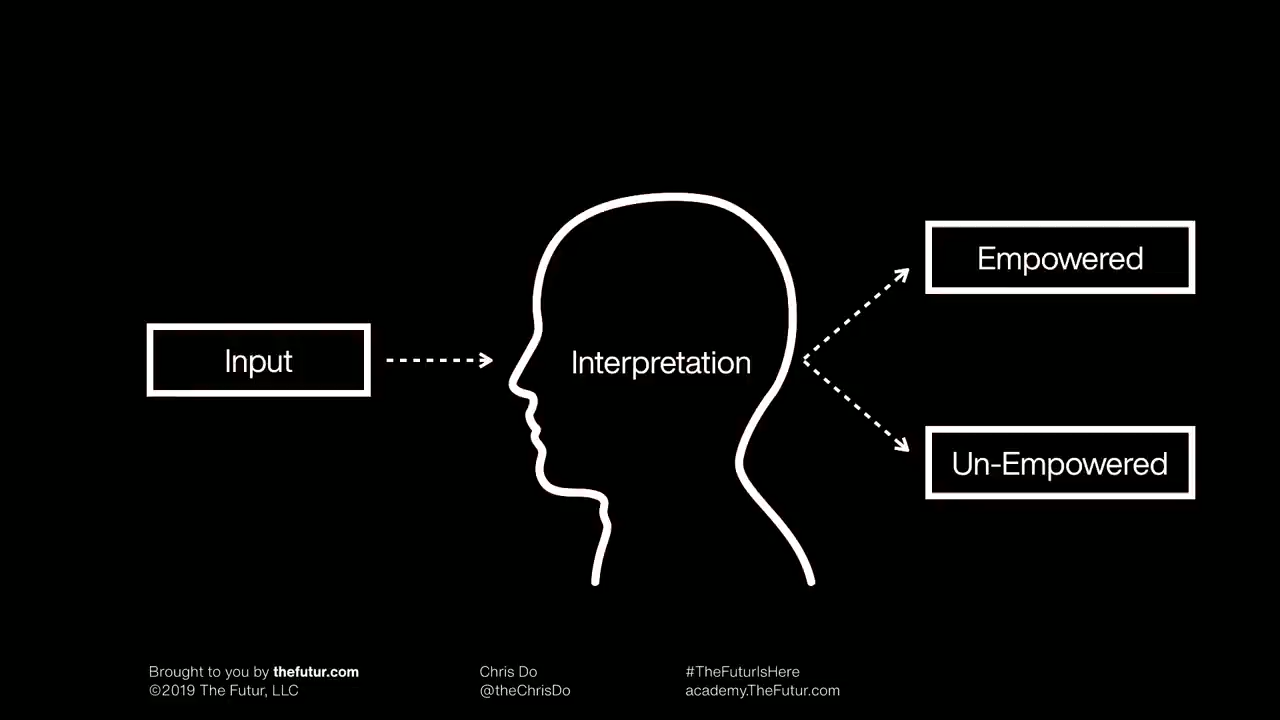 Empowered
Input
Interpretation
Un-Empowered
Brought to you by thefutur.com
©2019 The Futur, LLC
Chris Do
@theChrisDo
#TheFuturIsHere
academy.TheFutur.com